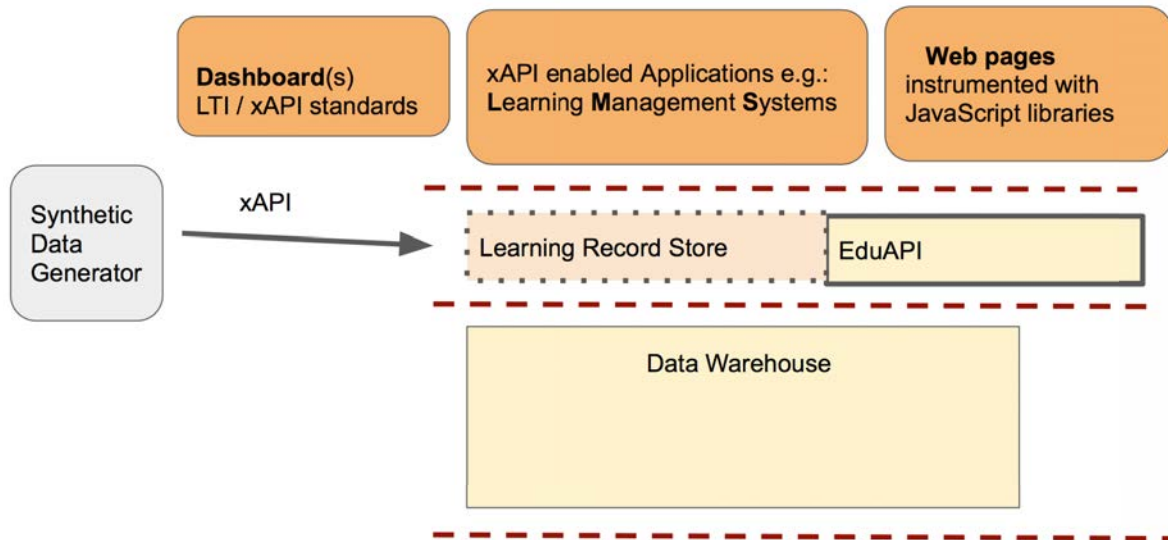 Dashboard(s)
LTI / xAPI standards
xAPI enabled Applications e.g.:
Learning Management Systems
Web pages
instrumented with
JavaScript libraries
Synthetic
Data
Generator
xAPI
Learning Record Store
EduAPI
Data Warehouse